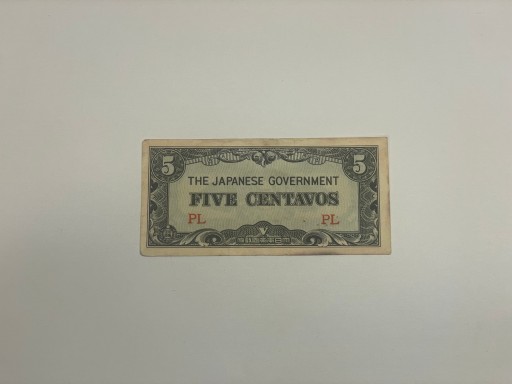 5 5
THE JAPANESE GOVERNMENT
FIVE CENTAVOS
PL PL